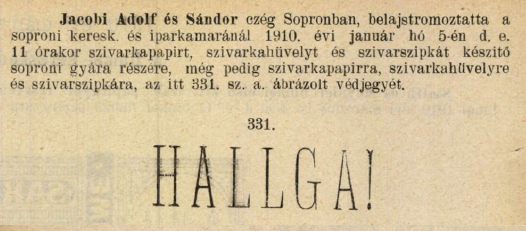 Jacobi Adolf és Sándor czég Sopronban, belajstromoztatta a
soproni keresk. és iparkamaránál 1910. évi január hó 5-én d. e.
11 órakor szivarkapapirt, szivarkahüvelyt és szivarszipkát készitő
soproni gyára részére, még pedig szivarkapapirra, szivarkahüvelyre
és szivarszipkára, az itt 331. sz. a. ábrázolt védjegyét.
331.
HALLGA!